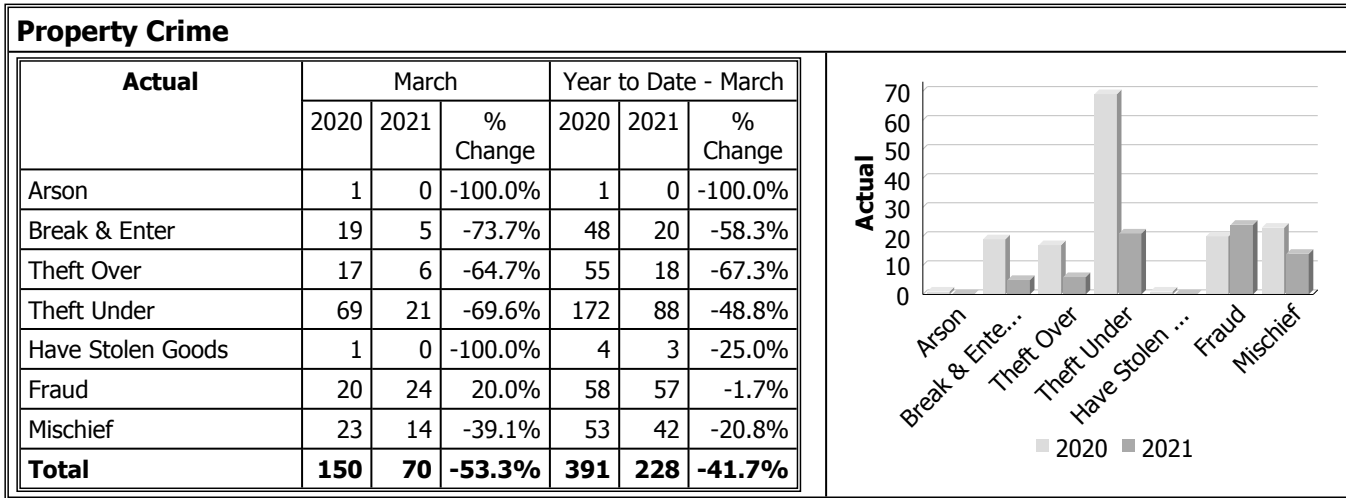 Property Crime
Actual March Year to Date - March
2020 2021 % Change 2020 2021 % Change
Arson 1 0 -100.0% 1 0 -100.0%
Break & Enter 19 5 -73.7% 48 20 -58.3%
Theft Over 17 6 -64.7% 55 18 -67.3%
Theft Under 69 21 -69.6% 172 88 -48.8%
Have Stolen Goods 1 0 -100.0% 4 3 -25.0%
Fraud 20 24 20.0% 58 57 -1.7%
Mischief 23 14 -39.1% 53 42 -20.8%
Total 150 70 -53.3% 391 228 -41.7%
Actual
70
60
50
40
30
20
10
0
Arson
Break & Ente...
Theft Over
Theft Under
Have Stolen ...
Fraud
Mischief
2020 2021